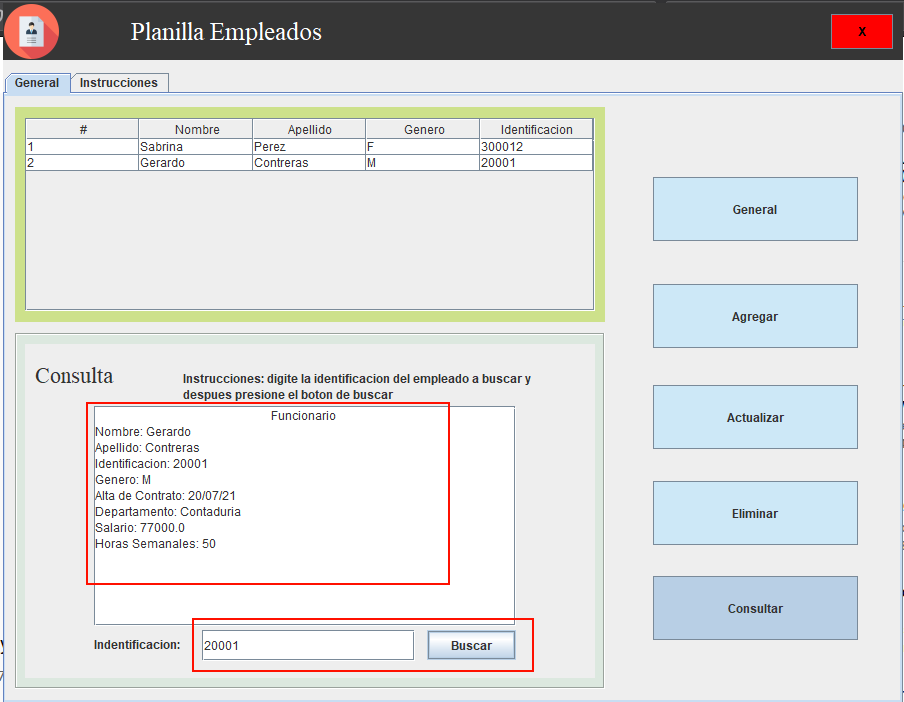 Planilla Empleados
X
General Instrucciones
# Nombre Apellido Genero Identificacion
1 Sabrina Perez F 300012
2 Gerardo Contreras M 20001
General
Agregar
Actualizar
Eliminar
Consultar
Consulta
Instrucciones: digite la identificacion del empleado a buscar y
despues presione el boton de buscar
Funcionario
Nombre: Gerardo
Apellido: Contreras
Identificacion: 20001
Genero: M
Alta de Contrato: 20/07/21
Departamento: Contaduria
Salario: 77000.0
Horas Semanales: 50
Indentificacion: 20001 Buscar